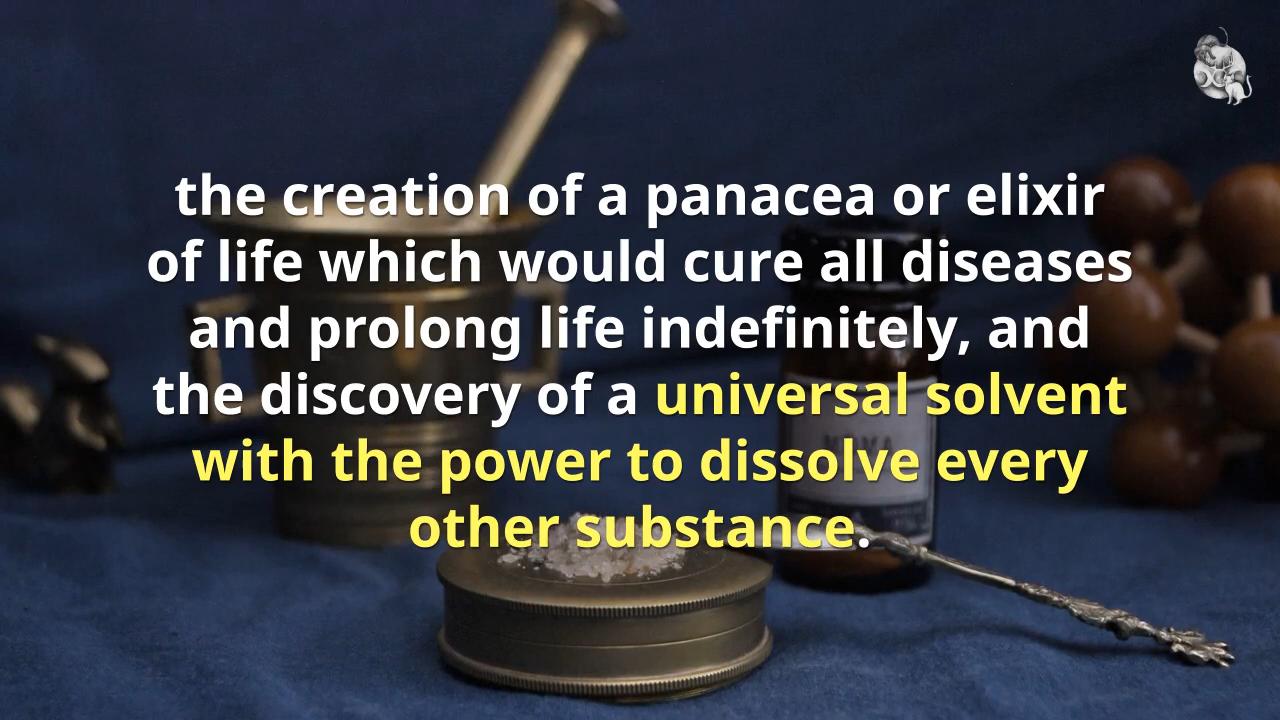 the creation of a panacea or elixir
of life which would cure all diseases
and prolong life indefinitely, and
the discovery of a universal solvent
with the power to dissolve every
other substance.